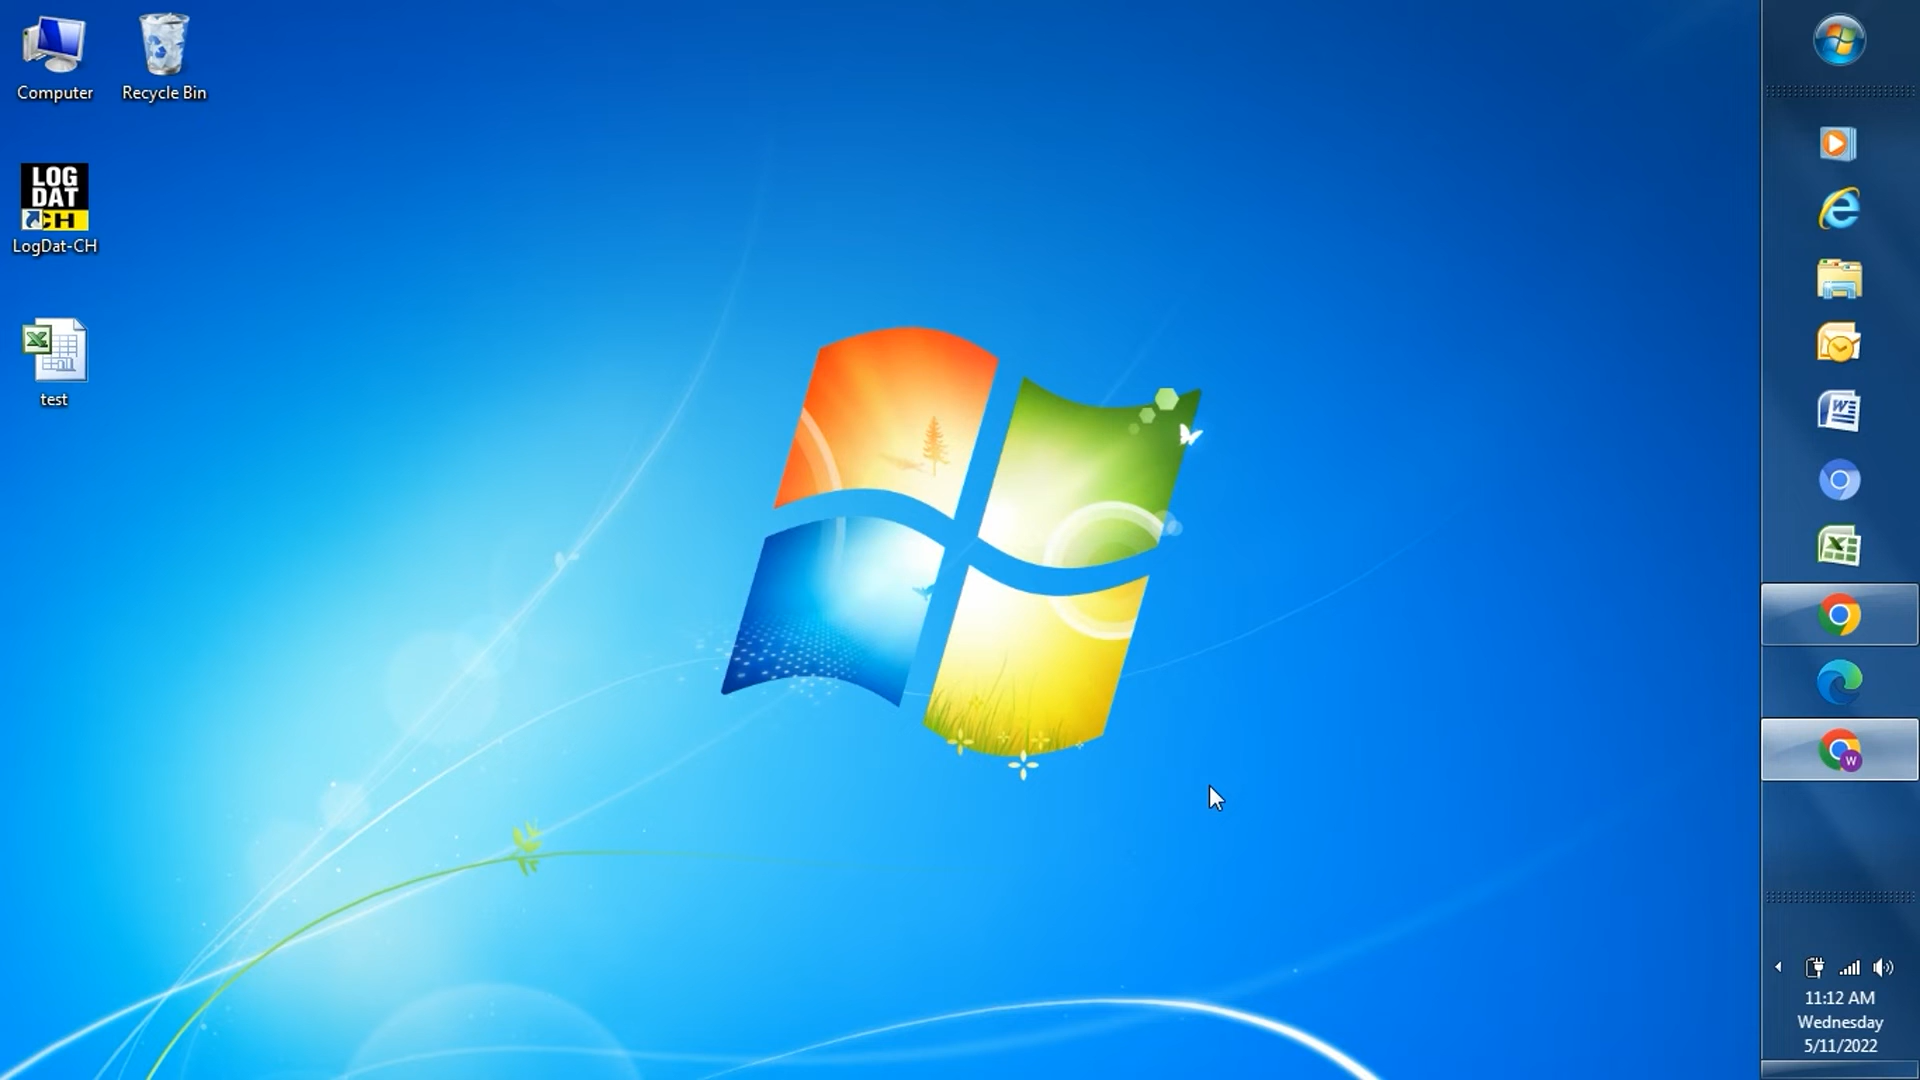 Computer
Recycle Bin
LOG
DAT
CH
LogDat-CH
test
W
11:12 AM
Wednesday
5/11/2022